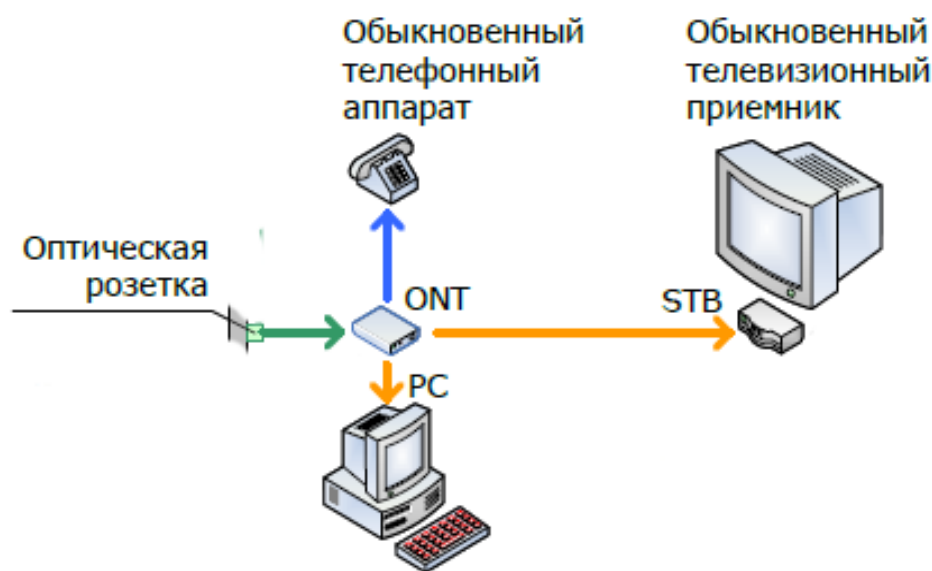 Обыкновенный
телефонный
аппарат
Обыкновенный
телевизионный
приемник
Оптическая
розетка
ONT
STB
PC